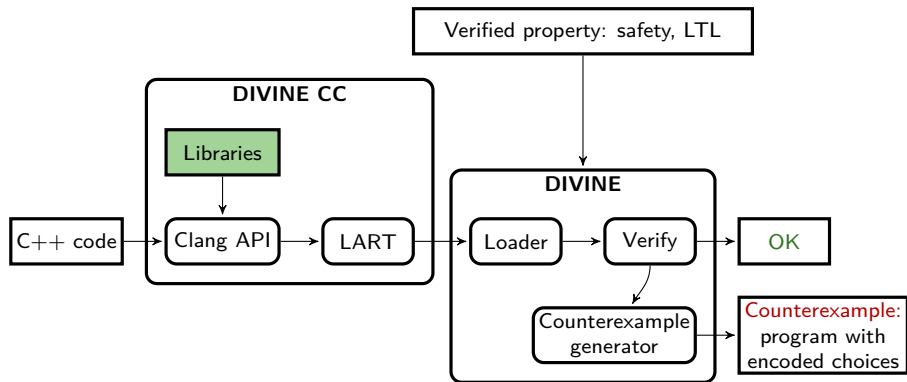 Verified property: safety, LTL
DIVINE CC
Libraries
DIVINE
C++ code
Clang API
LART
Loader
Verify
OK
Counterexample
generator
Counterexample:
program with
encoded choices